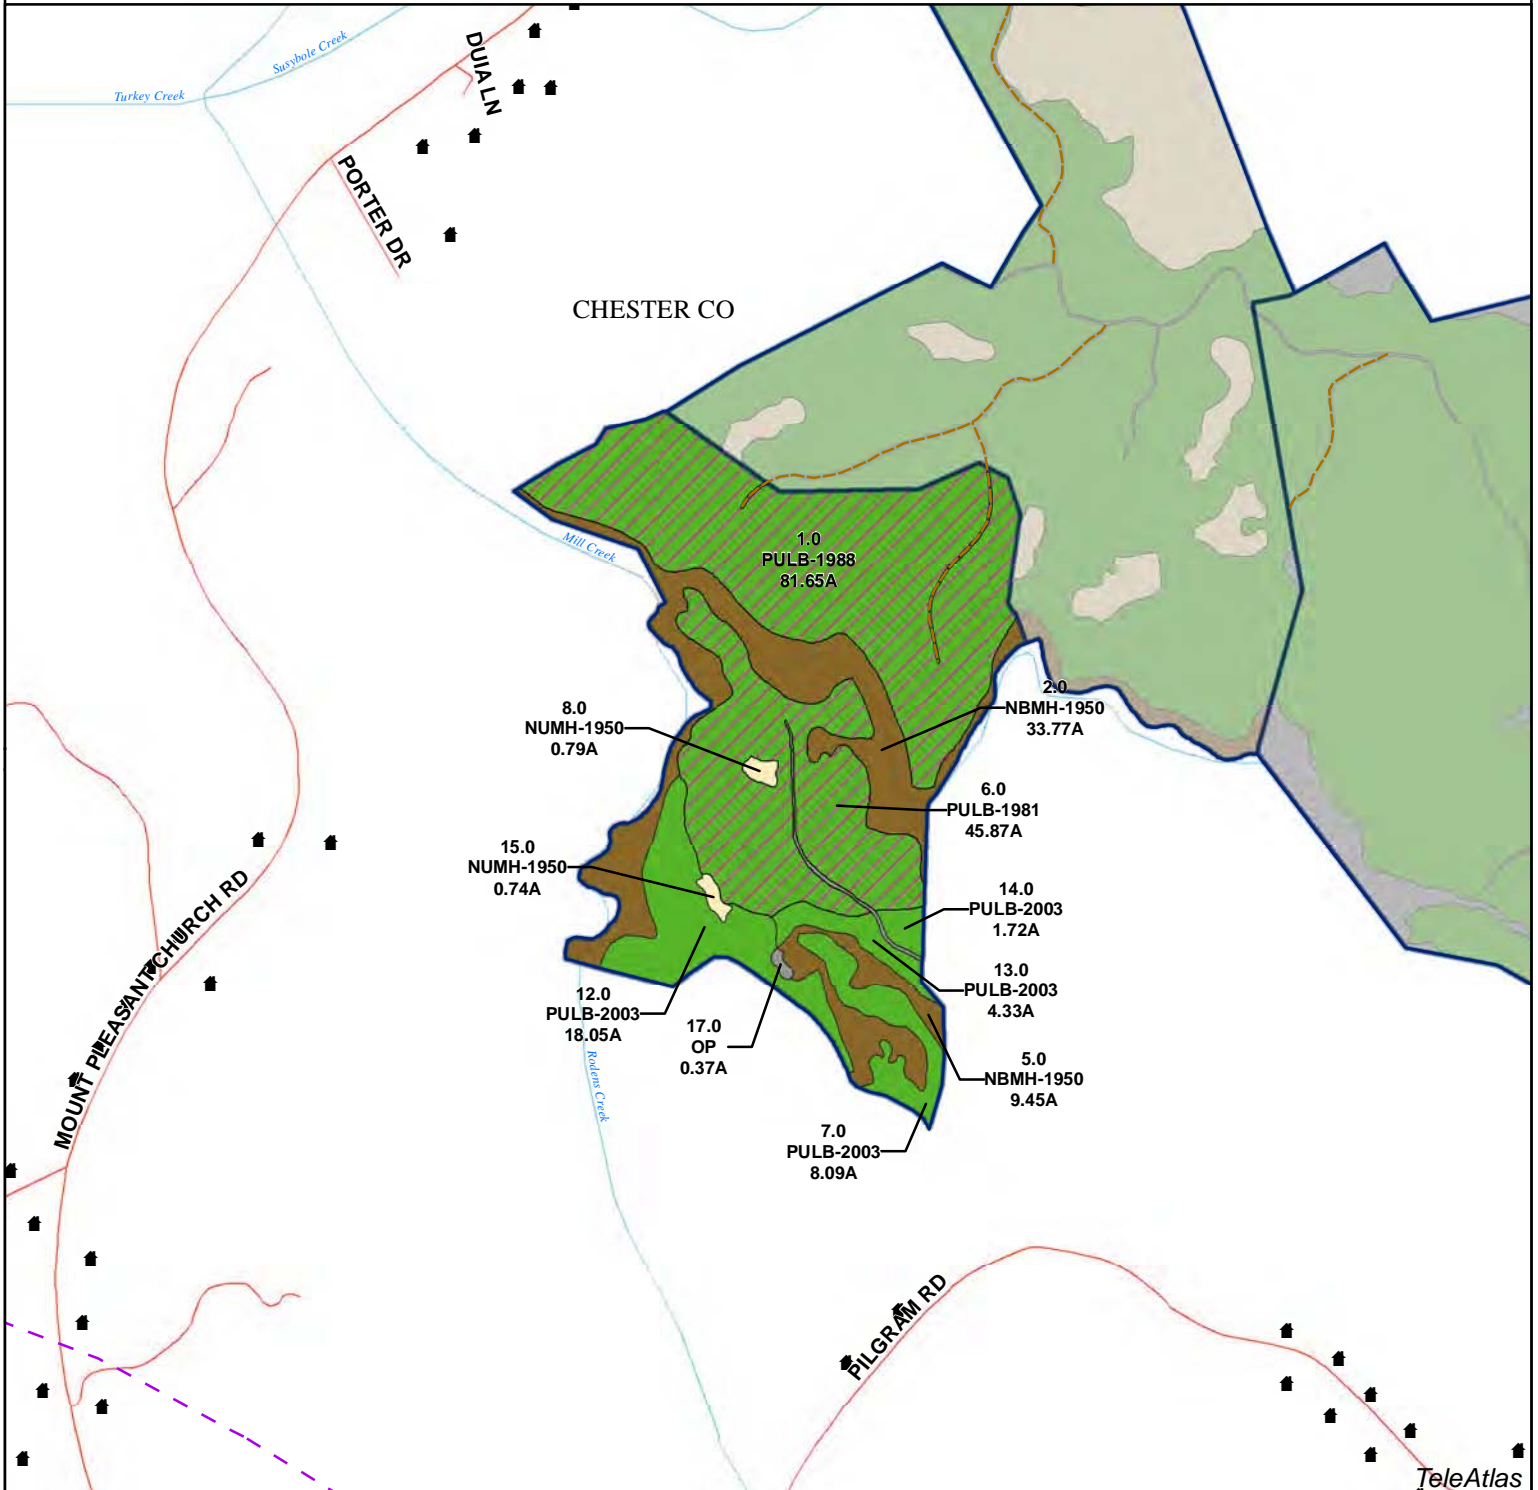 DUIA LN
Susybole Creek
Turkey Creek
PORTER DR
CHESTER CO
Mill Creek
1.0
PULB-1988
81.65A
2.0
NBMH-1950
33.77A
8.0
NUMH-1950
0.79A
6.0
PULB-1981
45.87A
15.0
NUMH-1950
0.74A
14.0
PULB-2003
1.72A
MOUNT PLEASANT CHURCH RD
13.0
PULB-2003
4.33A
12.0
PULB-2003
18.05A
17.0
OP
0.37A
5.0
NBMH-1950
9.45A
Rodens Creek
7.0
PULB-2003
8.09A
PILGRAM RD
TeleAtlas